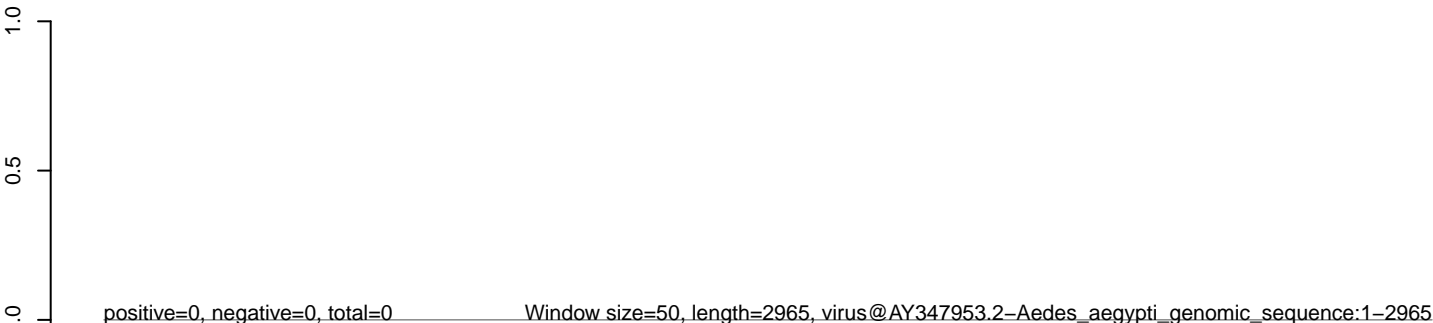 1.0
0.5
.0
positive=0, negative=0, total=0
Window size=50, length=2965, virus@AY347953.2−Aedes_aegypti_genomic_sequence:1−2965